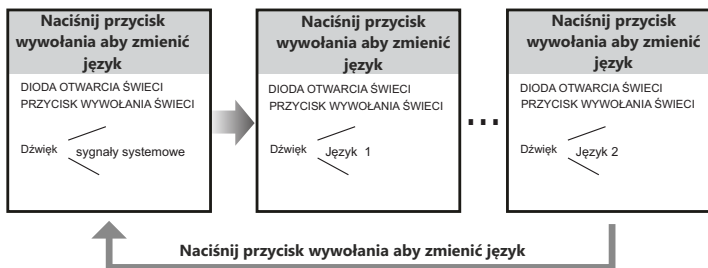 Naciśnij przycisk
wywołania aby zmienić
język
DIODA OTWARCIA ŚWIECI
PRZYCISK WYWOŁANIA ŚWIECI
Dźwięk
sygnały systemowe
Naciśnij przycisk
wywołania aby zmienić
język
DIODA OTWARCIA ŚWIECI
PRZYCISK WYWOŁANIA ŚWIECI
Dźwięk
Język 1
...
Naciśnij przycisk
wywołania aby zmienić
język
DIODA OTWARCIA ŚWIECI
PRZYCISK WYWOŁANIA ŚWIECI
Dźwięk
Język 2
Naciśnij przycisk wywołania aby zmienić język